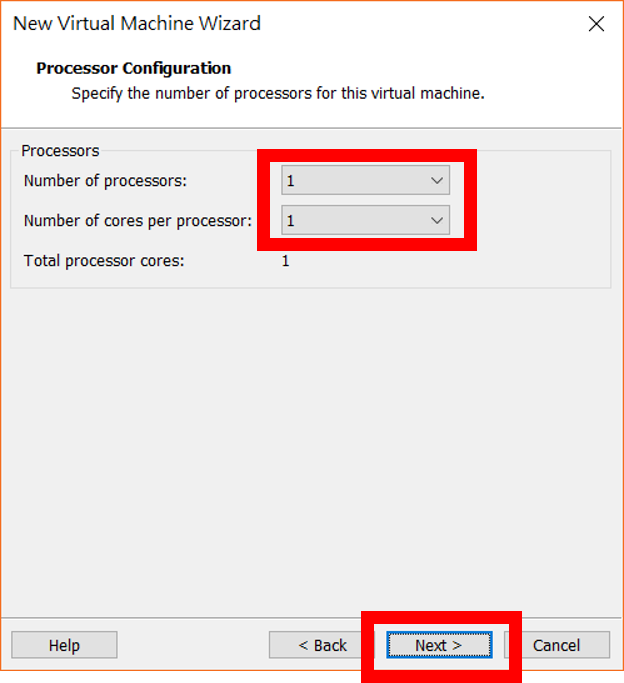 New Virtual Machine Wizard
Processor Configuration
Specify the number of processors for this virtual machine.
Processors
Number of processors: 1
Number of cores per processor: 1
Total processor cores: 1
Help < Back Next > Cancel